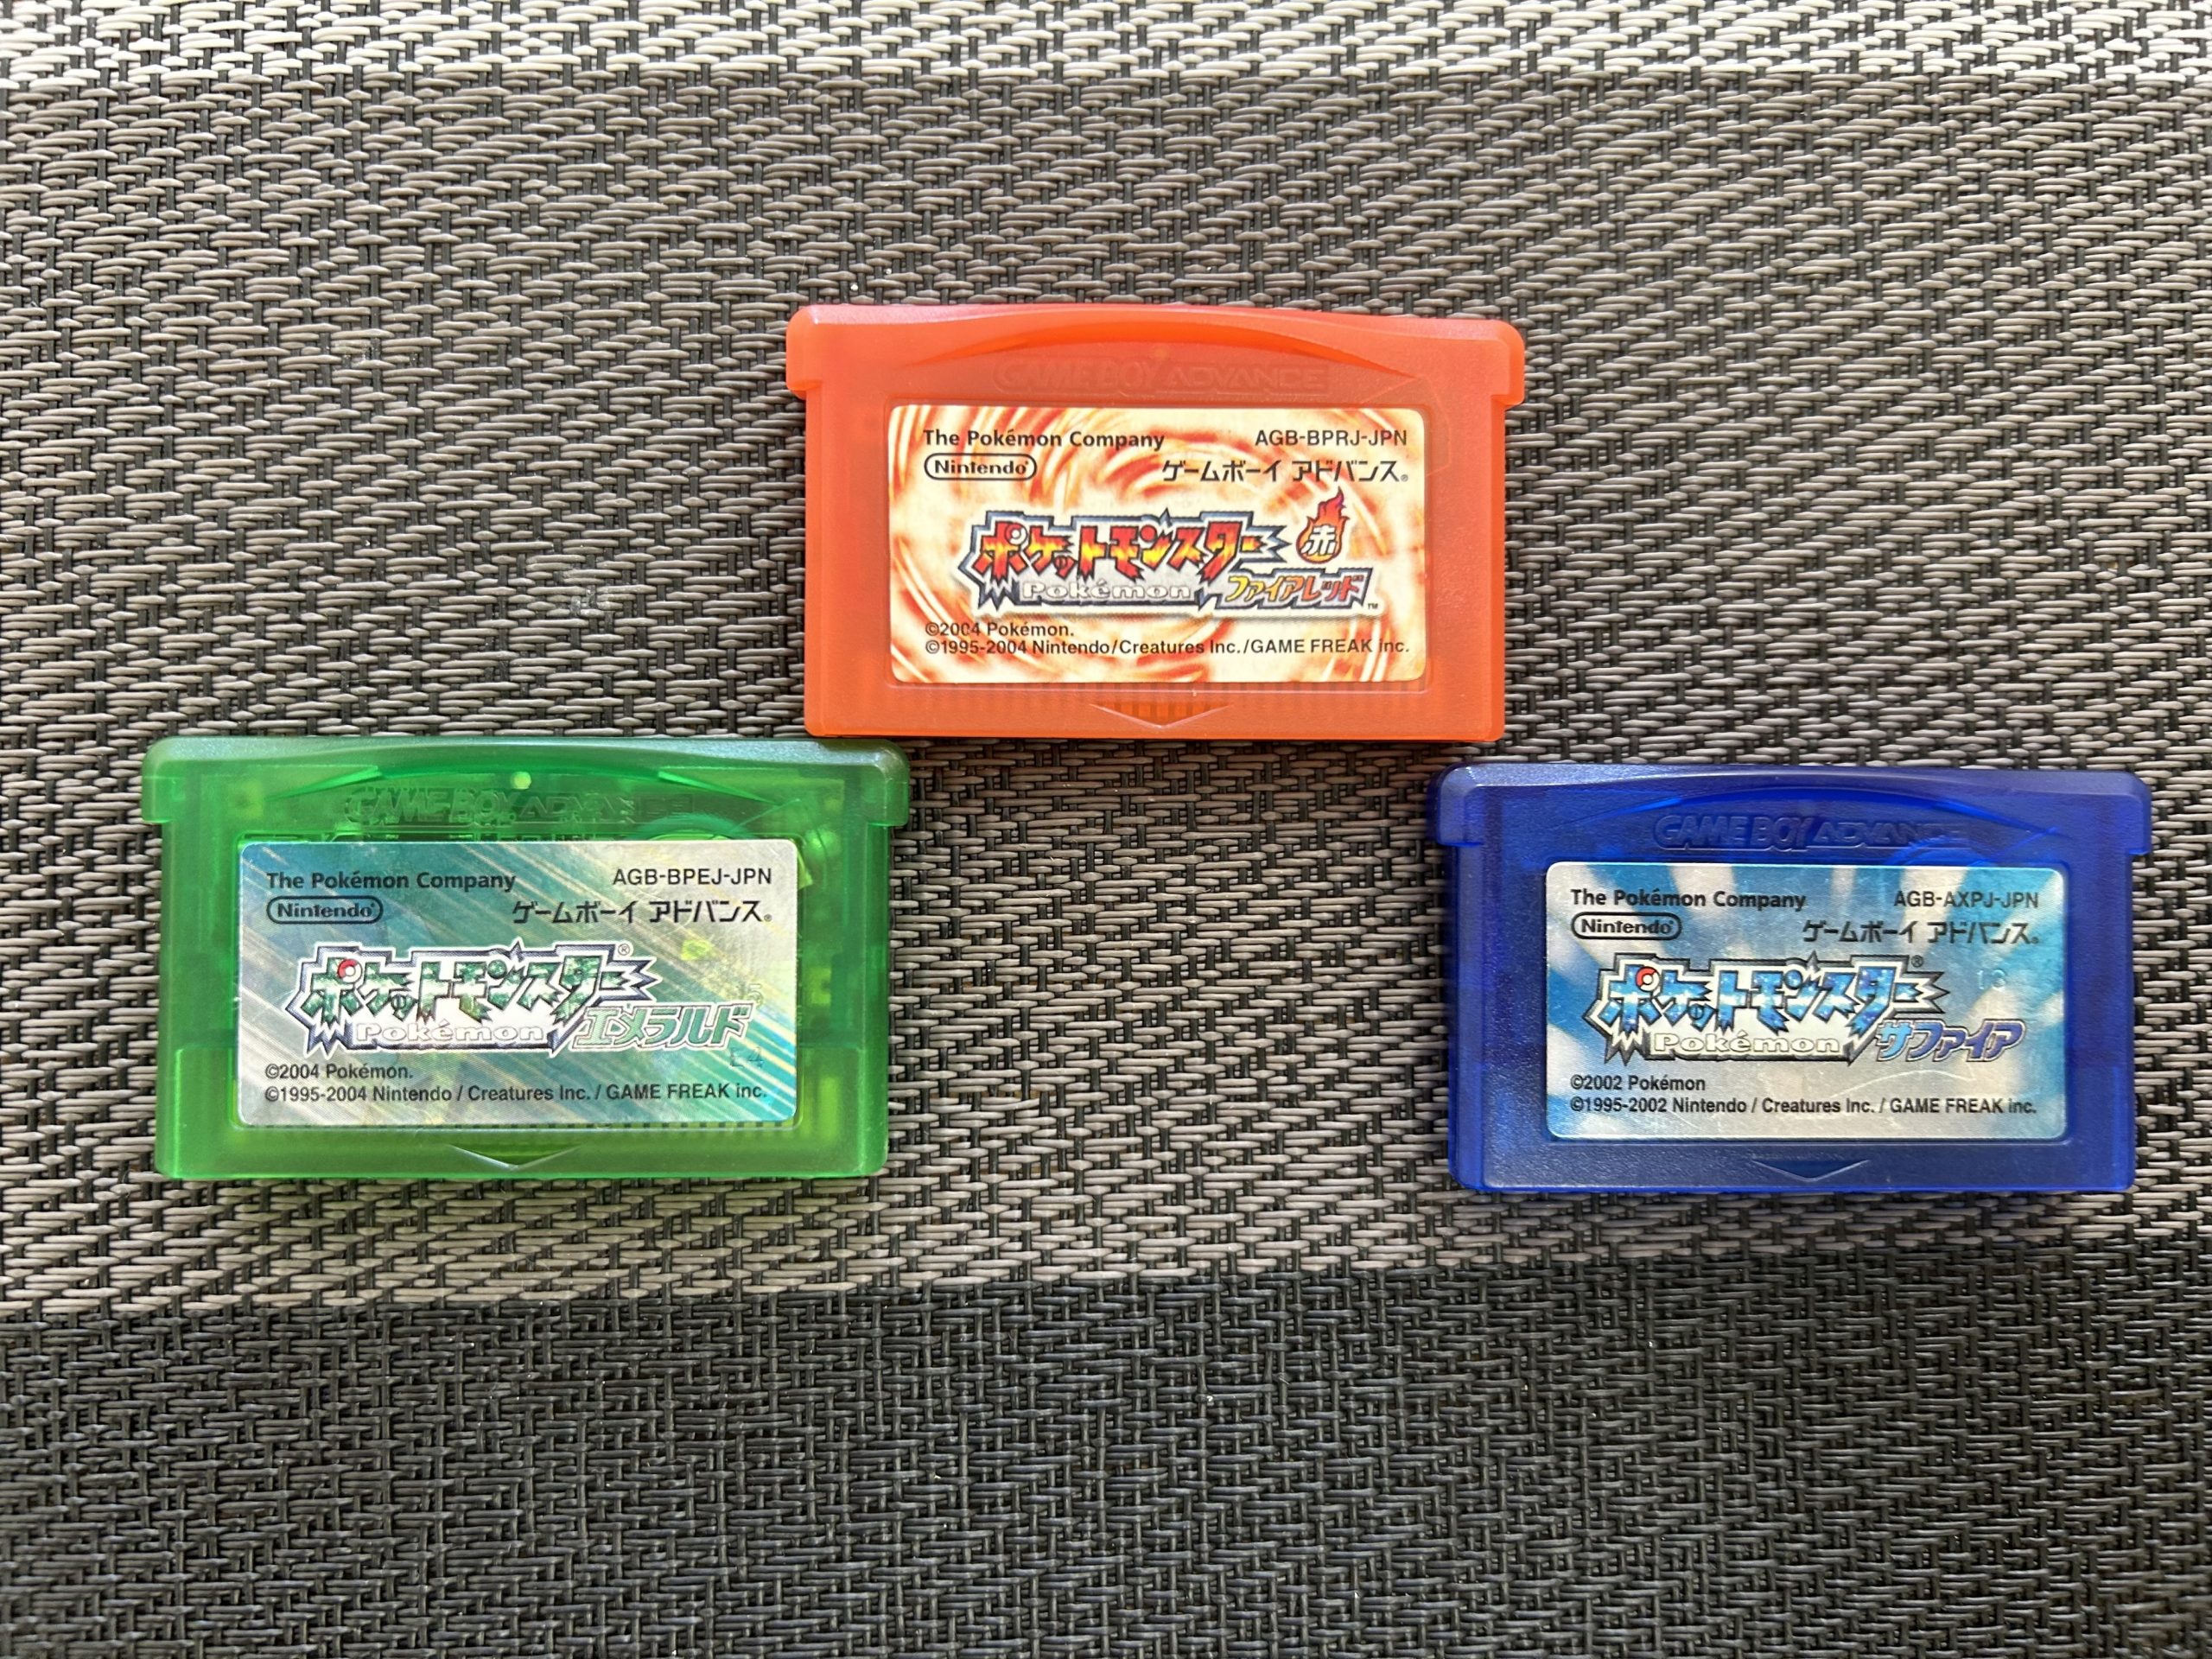 GAME BOY ADVANCE
The Pokémon Company AGB-BPRJ-JPN
Nintendo® ゲームボーイ アドバンス®
ポケットモンスター 赤
Pokémon ファイアレッド™
©2004 Pokémon.
©1995-2004 Nintendo/Creatures Inc./GAME FREAK inc.
GAME BOY ADVANCE
The Pokémon Company AGB-BPEJ-JPN
Nintendo® ゲームボーイ アドバンス®
ポケットモンスター®
Pokémon エメラルド
©2004 Pokémon.
©1995-2004 Nintendo / Creatures Inc. / GAME FREAK inc.
GAME BOY ADVANCE
The Pokémon Company AGB-AXPJ-JPN
Nintendo® ゲームボーイ アドバンス®
ポケットモンスター®
Pokémon サファイア
©2002 Pokémon
©1995-2002 Nintendo / Creatures Inc. / GAME FREAK inc.